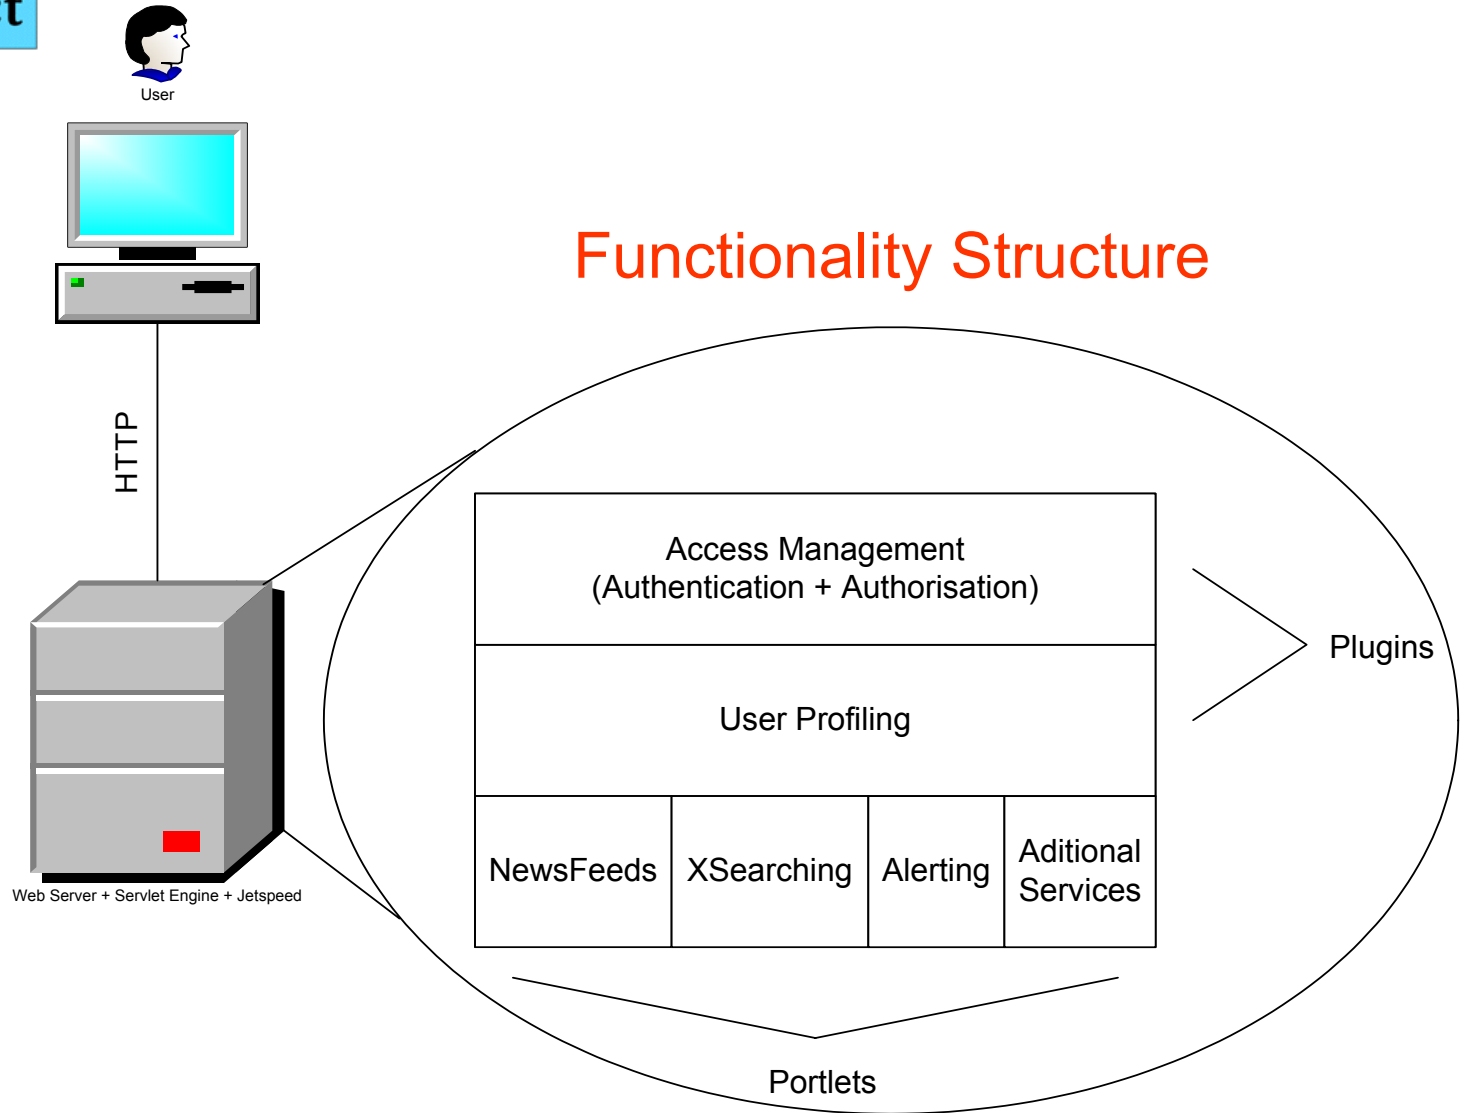 User
Functionality Structure
HTTP
Access Management
(Authentication + Authorisation)
Plugins
User Profiling
NewsFeeds
XSearching
Alerting
Aditional
Services
Web Server + Servlet Engine + Jetspeed
Portlets